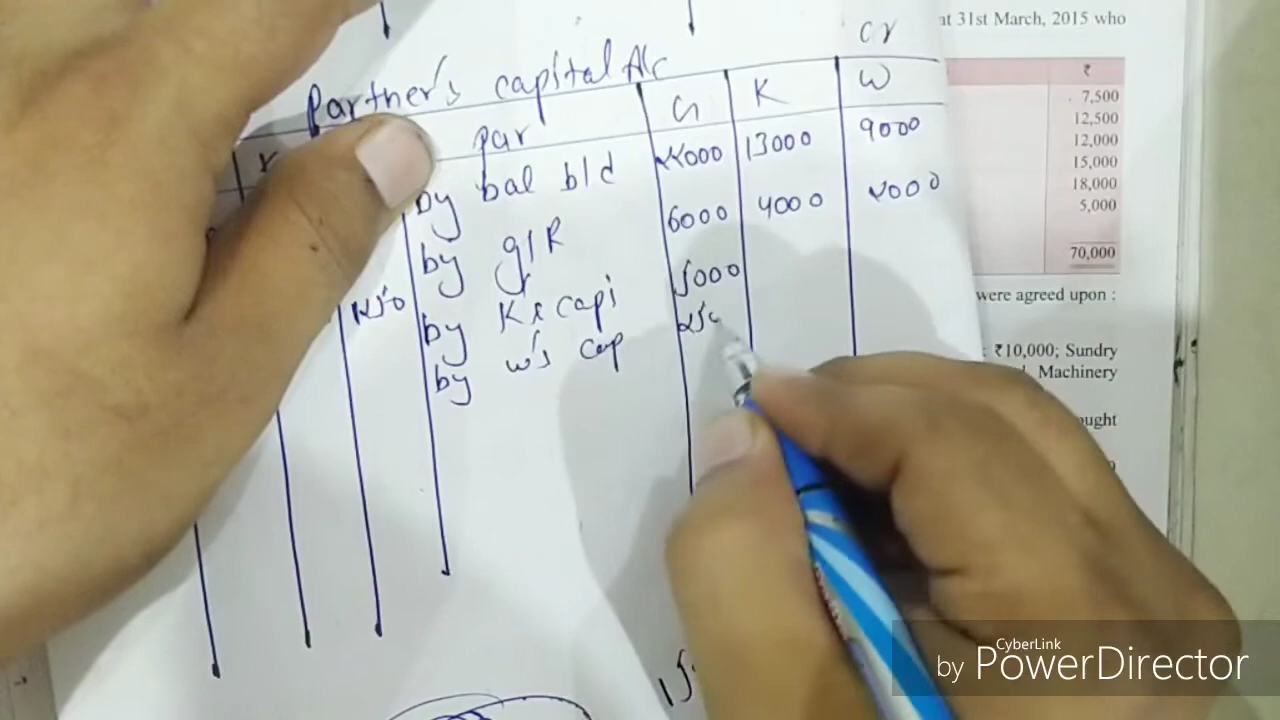 at 31st March, 2015 who
Cr
Partner's capital A/c
par G K W
₹
7,500
12,500
12,000
15,000
18,000
5,000
70,000
by bal b/d 22000 13000 9000
by g/R 6000 4000 2000
by K's capi 5000
by w's cap
were agreed upon :
₹10,000; Sundry
Machinery
ought
CyberLink
by PowerDirector